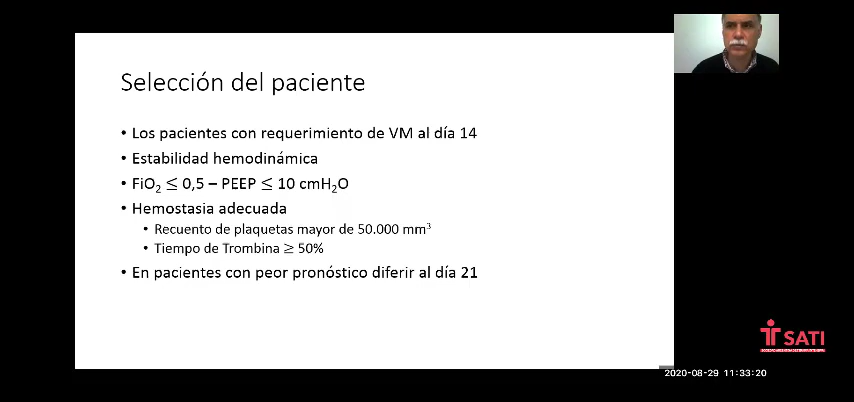 Selección del paciente
• Los pacientes con requerimiento de VM al día 14
• Estabilidad hemodinámica
• FiO₂ ≤ 0,5 – PEEP ≤ 10 cmH₂O
• Hemostasia adecuada
• Recuento de plaquetas mayor de 50.000 mm³
• Tiempo de Trombina ≥ 50%
• En pacientes con peor pronóstico diferir al día 21
SATI
2020-08-29 11:33:20